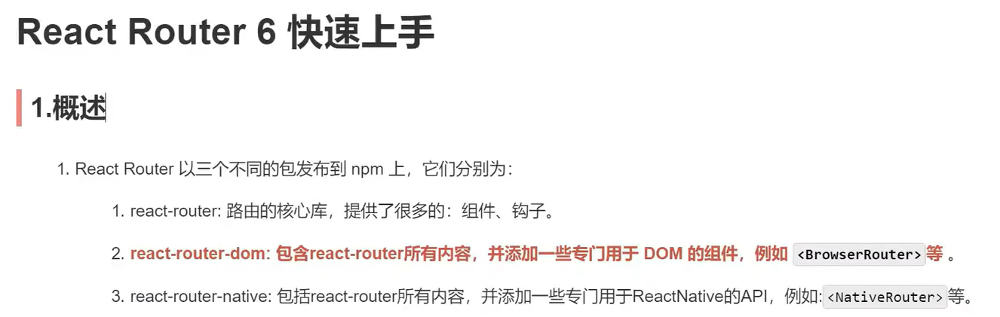 React Router 6 快速上手
1.概述
1. React Router 以三个不同的包发布到 npm 上，它们分别为：
1. react-router: 路由的核心库，提供了很多的：组件、钩子。
2. react-router-dom: 包含react-router所有内容，并添加一些专门用于 DOM 的组件，例如 <BrowserRouter>等 。
3. react-router-native: 包括react-router所有内容，并添加一些专门用于ReactNative的API，例如:<NativeRouter>等。